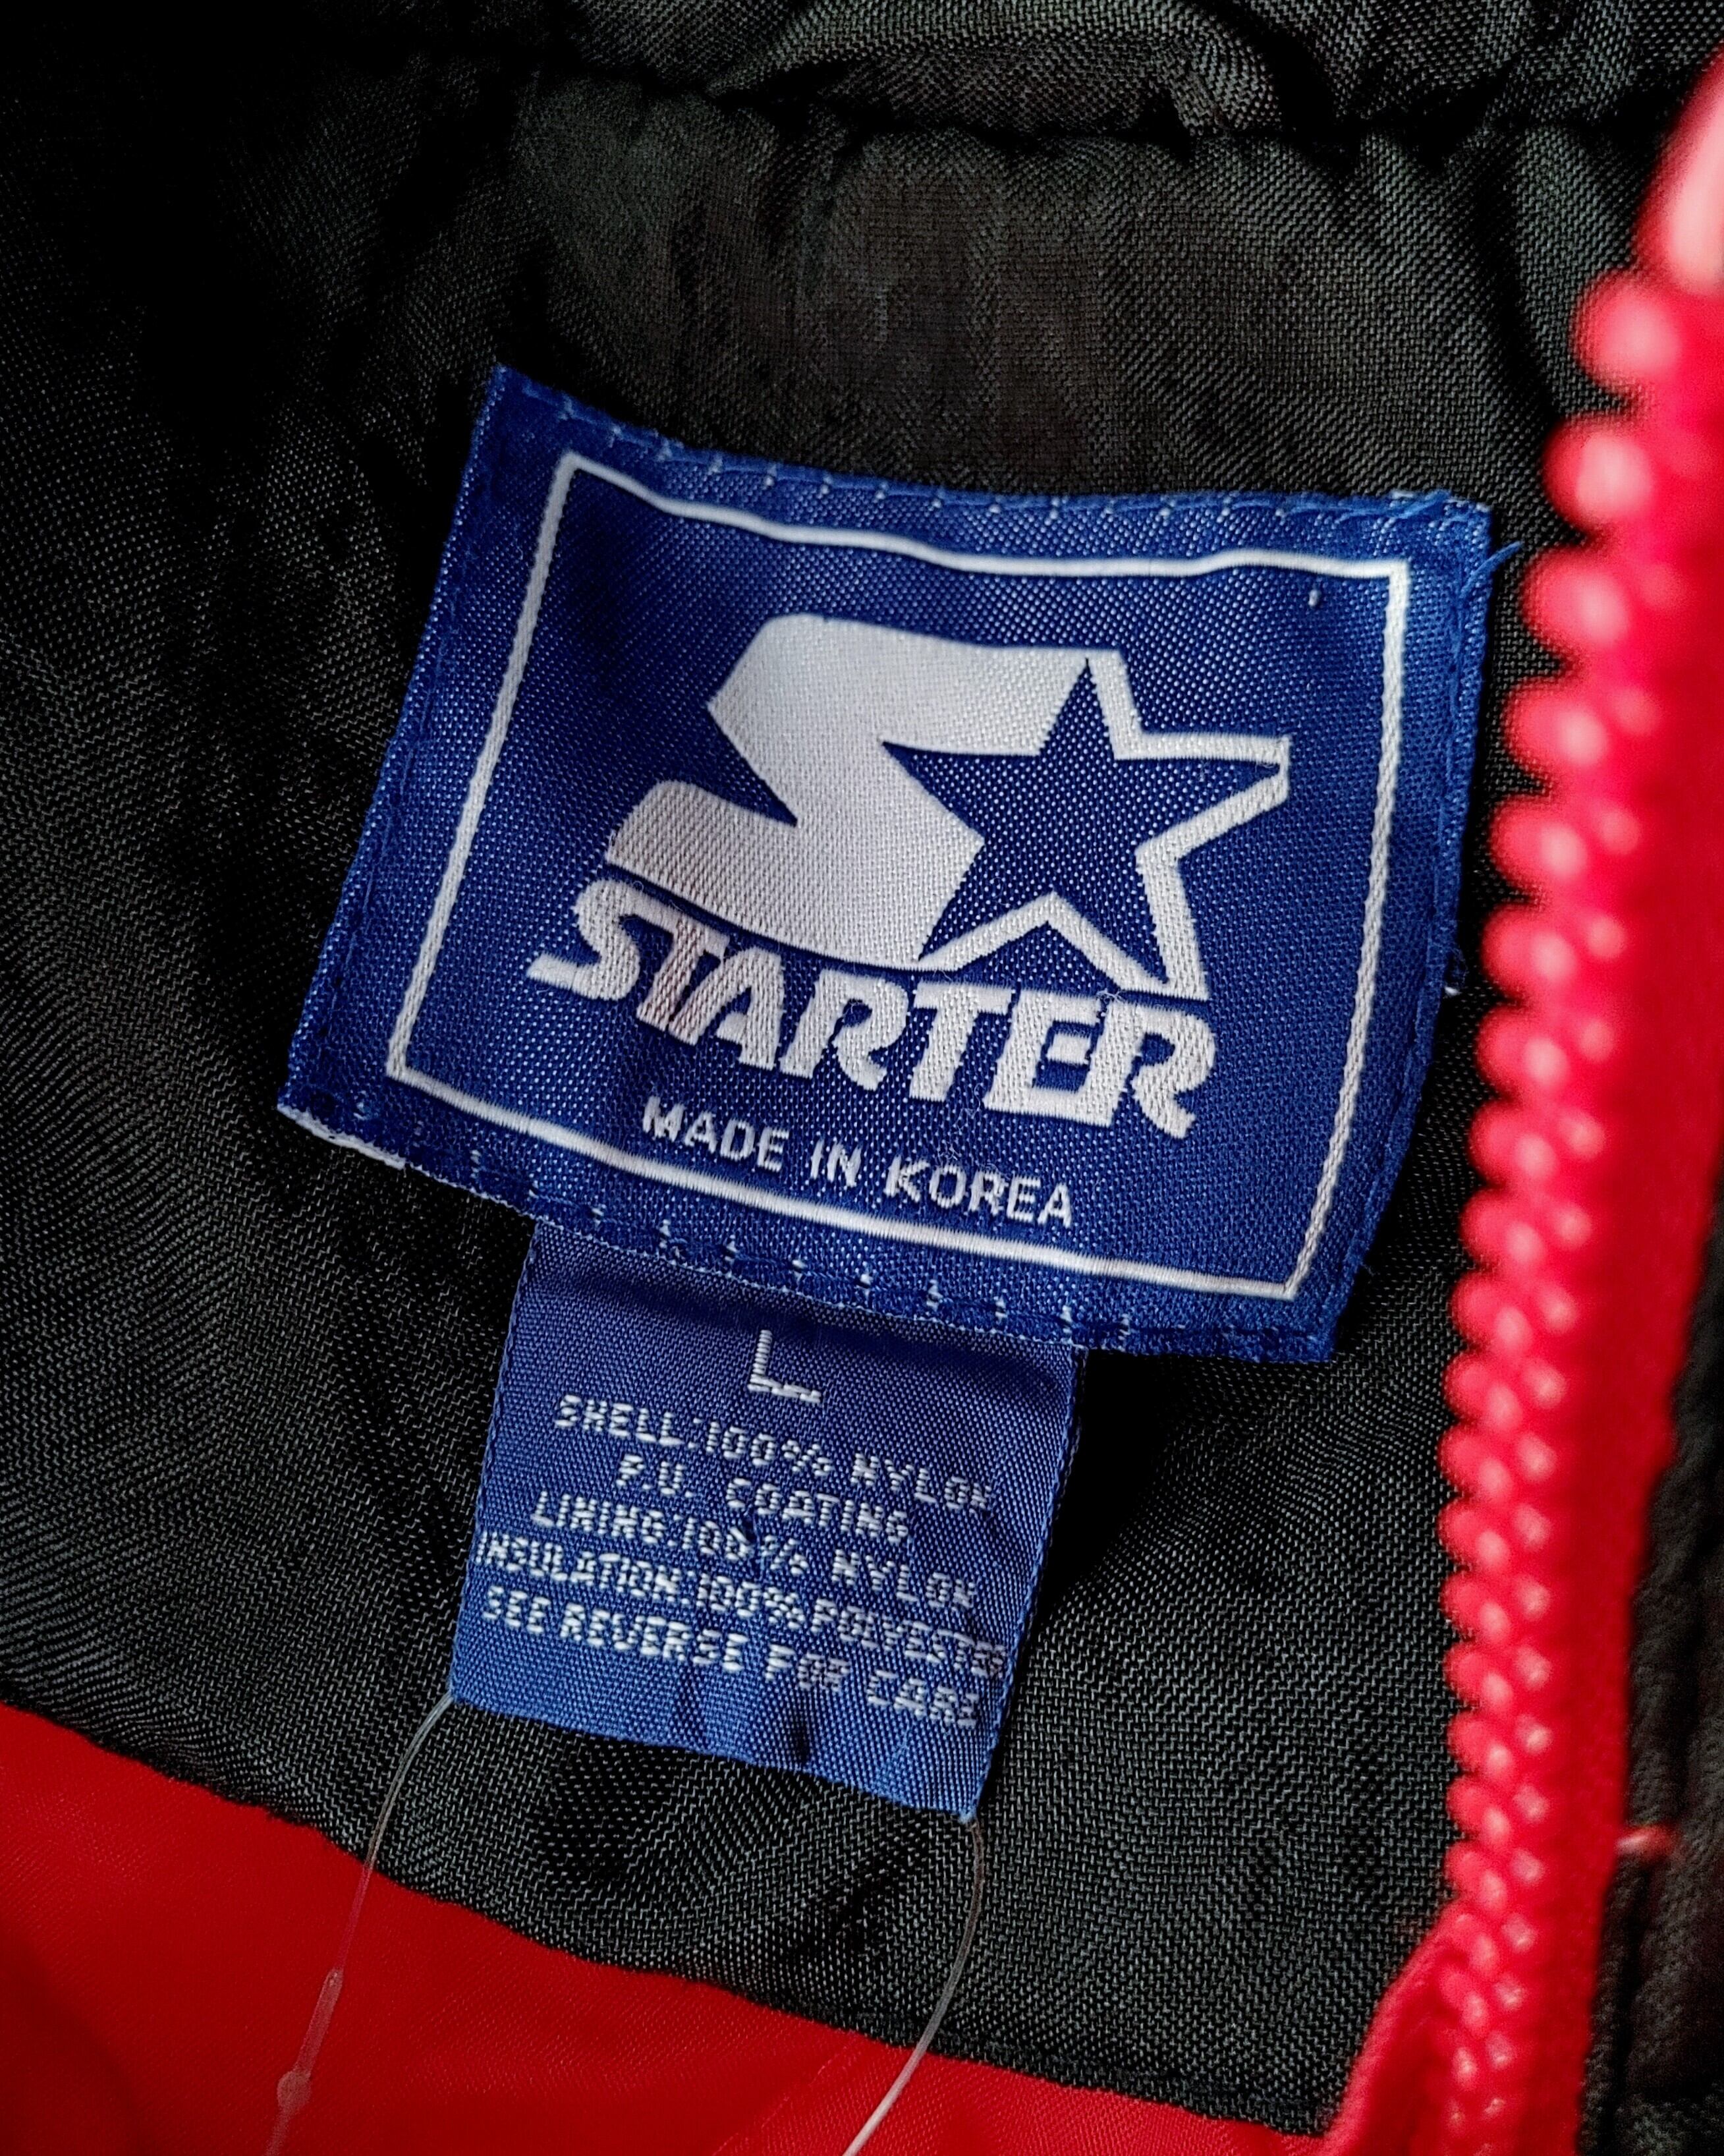 STARTER
MADE IN KOREA
L
SHELL:100% NYLON
P.U. COATING
LINING:100% NYLON
INSULATION:100% POLYESTER
SEE REVERSE FOR CARE